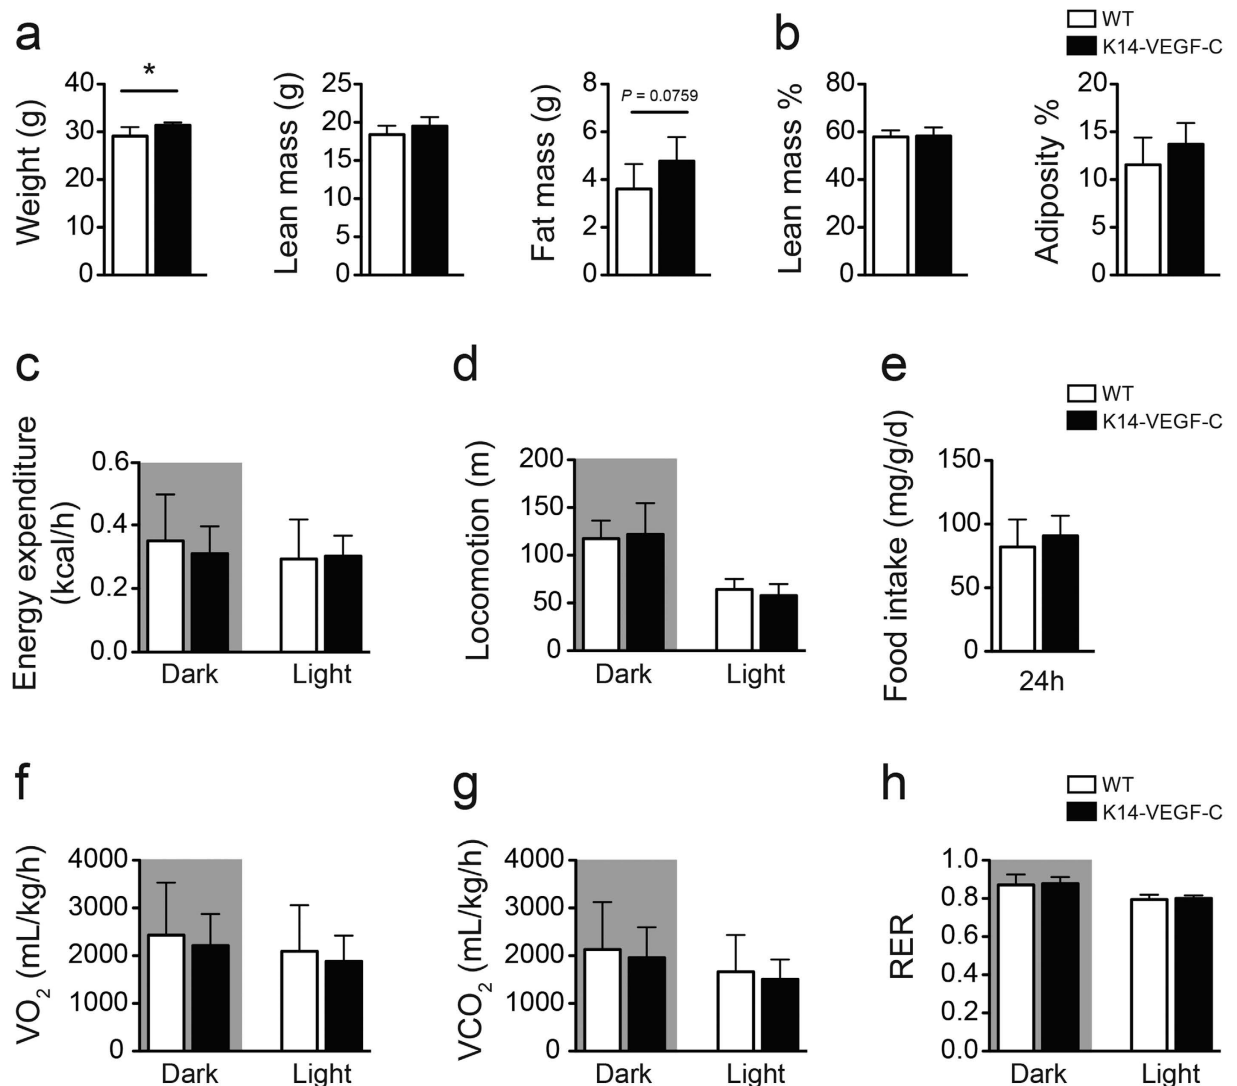 a
b
WT
K14-VEGF-C
Weight (g)
40
30
20
10
0
*
Lean mass (g)
25
20
15
10
5
0
Fat mass (g)
8
6
4
2
0
P = 0.0759
Lean mass %
80
60
40
20
0
Adiposity %
20
15
10
5
0
c
d
e
WT
K14-VEGF-C
Energy expenditure
(kcal/h)
0.6
0.4
0.2
0.0
Dark
Light
Locomotion (m)
200
150
100
50
0
Dark
Light
Food intake (mg/g/d)
150
100
50
0
24h
f
g
h
WT
K14-VEGF-C
VO2 (mL/kg/h)
4000
3000
2000
1000
0
Dark
Light
VCO2 (mL/kg/h)
4000
3000
2000
1000
0
Dark
Light
RER
1.0
0.8
0.6
0.4
0.2
0.0
Dark
Light